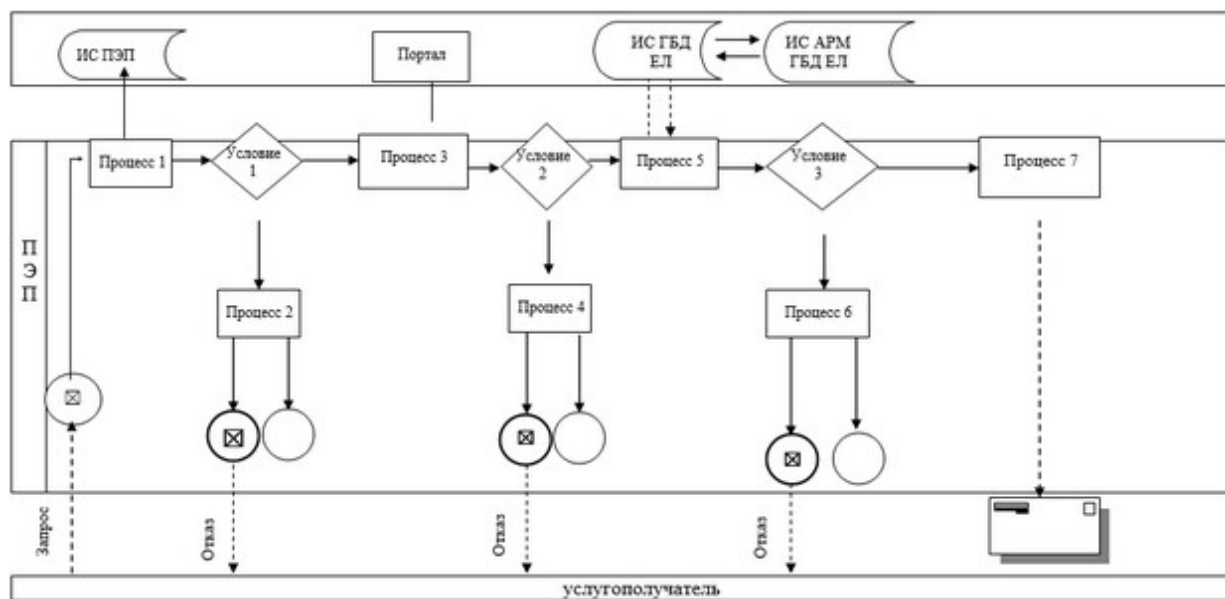 ИС ПЭП
Портал
ИС ГБД
ЕЛ
ИС АРМ
ГБД ЕЛ
Процесс 1
Условие
1
Процесс 3
Условие
2
Процесс 5
Условие
3
Процесс 7
П
Э
П
Процесс 2
Процесс 4
Процесс 6
Запрос
Отказ
Отказ
Отказ
услугополучатель